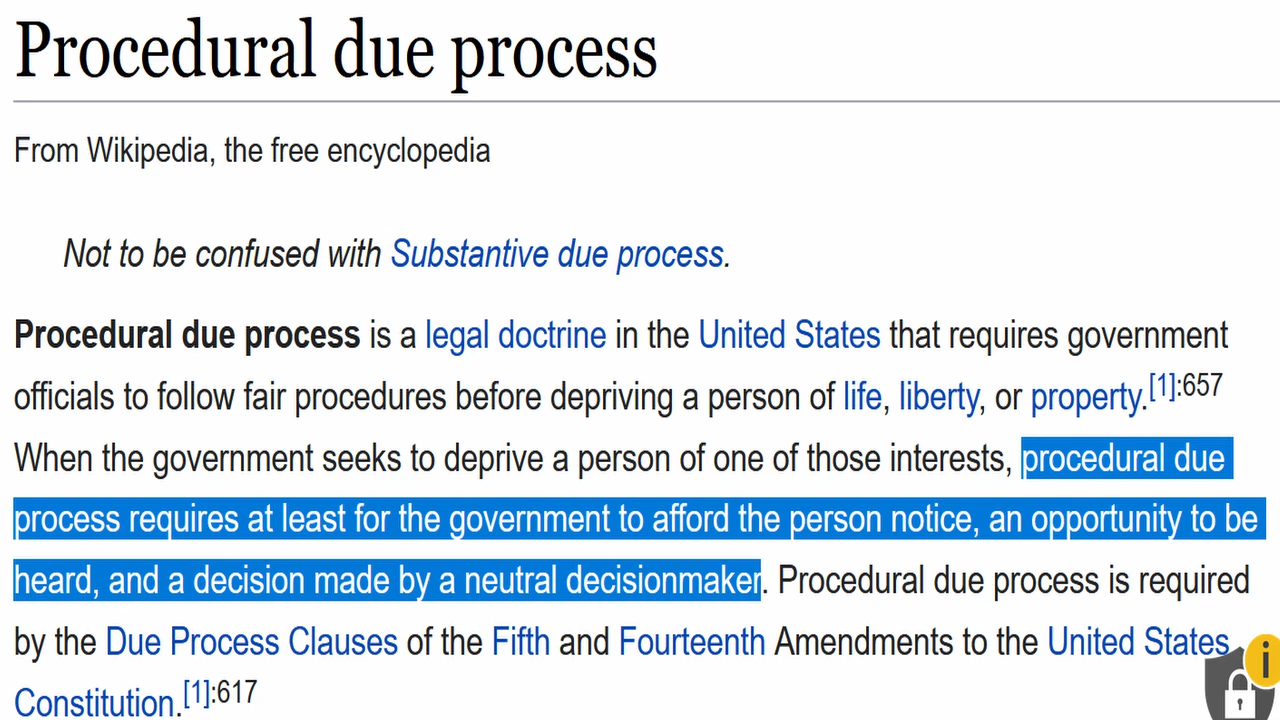 Procedural due process
From Wikipedia, the free encyclopedia
Not to be confused with Substantive due process.
Procedural due process is a legal doctrine in the United States that requires government
officials to follow fair procedures before depriving a person of life, liberty, or property.[1]:657
When the government seeks to deprive a person of one of those interests, procedural due
process requires at least for the government to afford the person notice, an opportunity to be
heard, and a decision made by a neutral decisionmaker. Procedural due process is required
by the Due Process Clauses of the Fifth and Fourteenth Amendments to the United States
Constitution.[1]:617
i